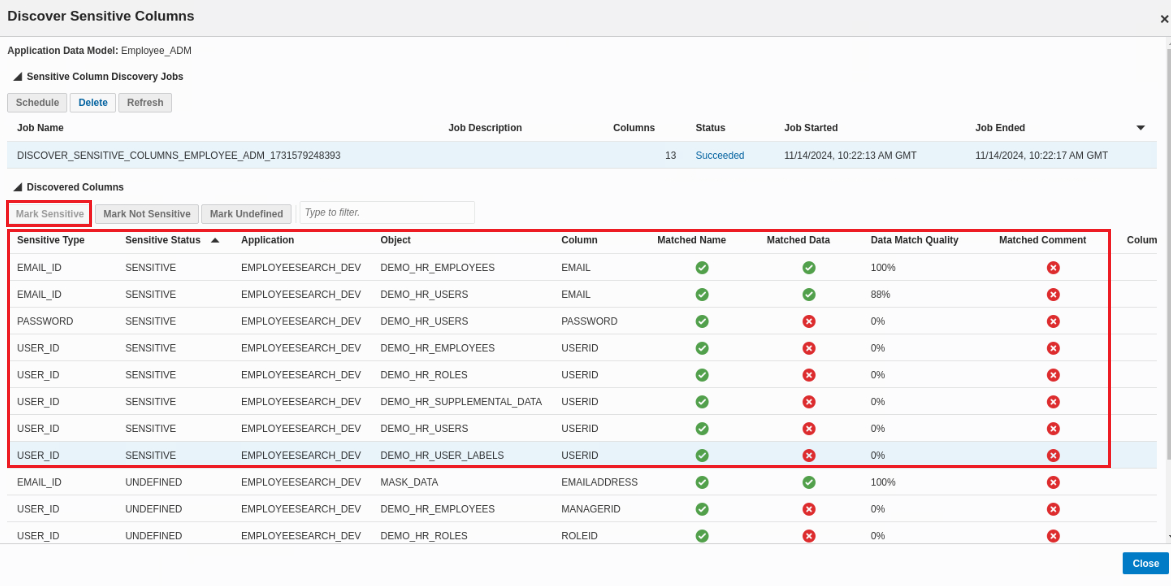 Discover Sensitive Columns
Application Data Model: Employee_ADM
Sensitive Column Discovery Jobs
Schedule Delete Refresh
Job Name Job Description Columns Status Job Started Job Ended
DISCOVER_SENSITIVE_COLUMNS_EMPLOYEE_ADM_1731579248393 13 Succeeded 11/14/2024, 10:22:13 AM GMT 11/14/2024, 10:22:17 AM GMT
Discovered Columns
Mark Sensitive Mark Not Sensitive Mark Undefined Type to filter.
Sensitive Type Sensitive Status Application Object Column Matched Name Matched Data Data Match Quality Matched Comment Colum
EMAIL_ID SENSITIVE EMPLOYEESEARCH_DEV DEMO_HR_EMPLOYEES EMAIL 100%
EMAIL_ID SENSITIVE EMPLOYEESEARCH_DEV DEMO_HR_USERS EMAIL 88%
PASSWORD SENSITIVE EMPLOYEESEARCH_DEV DEMO_HR_USERS PASSWORD 0%
USER_ID SENSITIVE EMPLOYEESEARCH_DEV DEMO_HR_EMPLOYEES USERID 0%
USER_ID SENSITIVE EMPLOYEESEARCH_DEV DEMO_HR_ROLES USERID 0%
USER_ID SENSITIVE EMPLOYEESEARCH_DEV DEMO_HR_SUPPLEMENTAL_DATA USERID 0%
USER_ID SENSITIVE EMPLOYEESEARCH_DEV DEMO_HR_USERS USERID 0%
USER_ID SENSITIVE EMPLOYEESEARCH_DEV DEMO_HR_USER_LABELS USERID 0%
EMAIL_ID UNDEFINED EMPLOYEESEARCH_DEV MASK_DATA EMAILADDRESS 100%
USER_ID UNDEFINED EMPLOYEESEARCH_DEV DEMO_HR_EMPLOYEES MANAGERID 0%
USER_ID UNDEFINED EMPLOYEESEARCH_DEV DEMO_HR_ROLES ROLEID 0%
Close